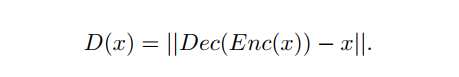 D(x) = ||Dec(Enc(x)) − x||.